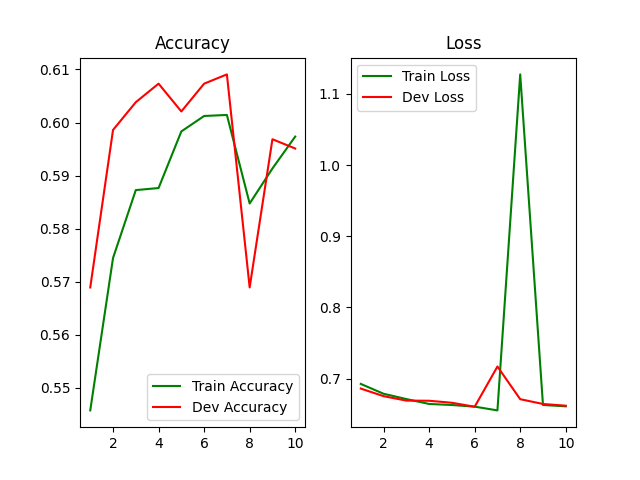 Accuracy
0.61
0.60
0.59
0.58
0.57
0.56
0.55
Train Accuracy
Dev Accuracy
2 4 6 8 10
Loss
Train Loss
Dev Loss
1.1
1.0
0.9
0.8
0.7
2 4 6 8 10